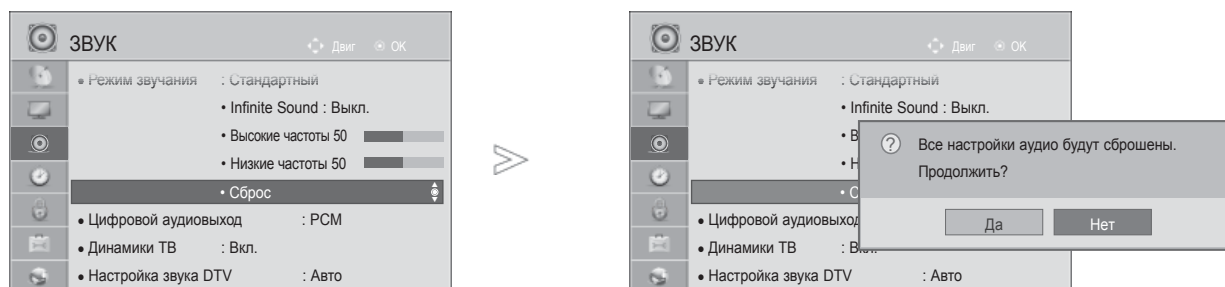 ЗВУК
Двиг OK
• Режим звучания : Стандартный
• Infinite Sound : Выкл.
• Высокие частоты 50
• Низкие частоты 50
• Сброс
• Цифровой аудиовыход : PCM
• Динамики ТВ : Вкл.
• Настройка звука DTV : Авто
ЗВУК
Двиг OK
• Режим звучания : Стандартный
• Infinite Sound : Выкл.
? Все настройки аудио будут сброшены.
Продолжить?
Да Нет
• Цифровой аудиовыход
• Динамики ТВ
• Настройка звука DTV : Авто